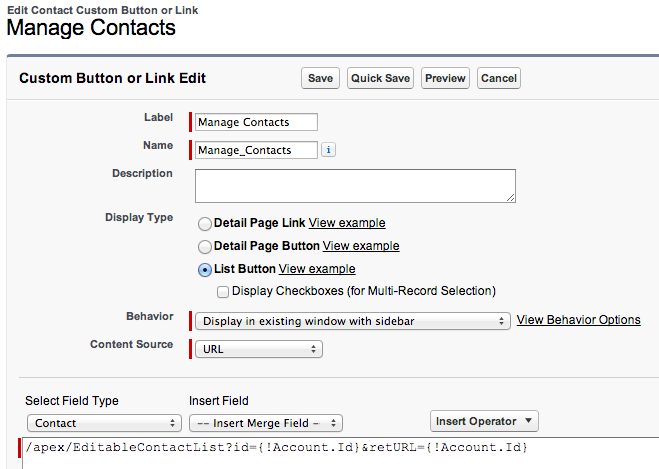 Edit Contact Custom Button or Link
Manage Contacts
Custom Button or Link Edit Save Quick Save Preview Cancel
Label Manage Contacts
Name Manage_Contacts i
Description
Display Type Detail Page Link View example
Detail Page Button View example
List Button View example
Display Checkboxes (for Multi-Record Selection)
Behavior Display in existing window with sidebar View Behavior Options
Content Source URL
Select Field Type Insert Field
Contact -- Insert Merge Field - Insert Operator
/apex/EditableContactList?id={!Account.Id}&retURL={!Account.Id}